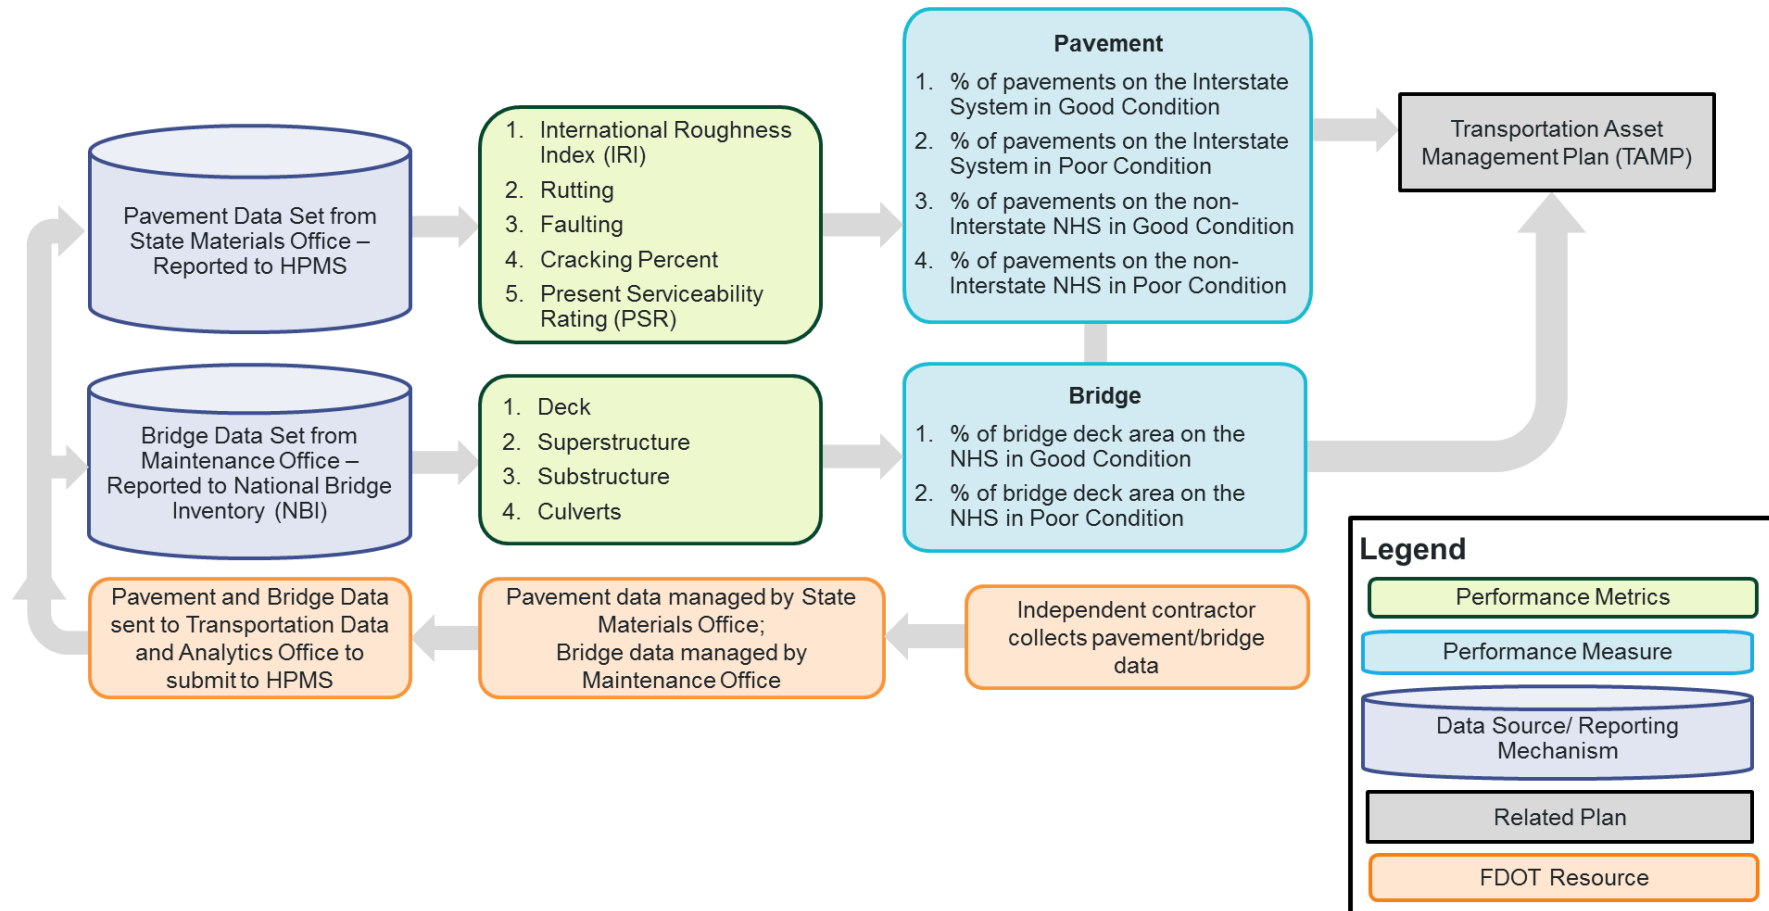 Pavement Data Set from
State Materials Office –
Reported to HPMS
1. International Roughness
Index (IRI)
2. Rutting
3. Faulting
4. Cracking Percent
5. Present Serviceability
Rating (PSR)
Pavement
1. % of pavements on the Interstate
System in Good Condition
2. % of pavements on the Interstate
System in Poor Condition
3. % of pavements on the non-
Interstate NHS in Good Condition
4. % of pavements on the non-
Interstate NHS in Poor Condition
Transportation Asset
Management Plan (TAMP)
Bridge Data Set from
Maintenance Office –
Reported to National Bridge
Inventory (NBI)
1. Deck
2. Superstructure
3. Substructure
4. Culverts
Bridge
1. % of bridge deck area on the
NHS in Good Condition
2. % of bridge deck area on the
NHS in Poor Condition
Pavement and Bridge Data
sent to Transportation Data
and Analytics Office to
submit to HPMS
Pavement data managed by State
Materials Office;
Bridge data managed by
Maintenance Office
Independent contractor
collects pavement/bridge
data
Legend
Performance Metrics
Performance Measure
Data Source/ Reporting
Mechanism
Related Plan
FDOT Resource